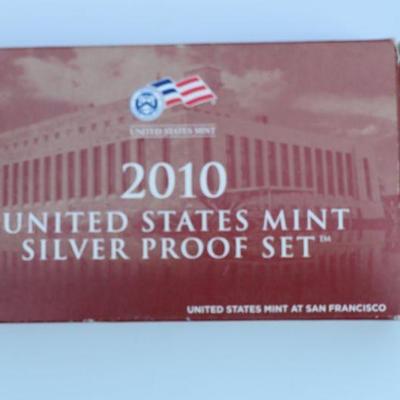 UNITED STATES MINT
2010
UNITED STATES MINT
SILVER PROOF SET™
UNITED STATES MINT AT SAN FRANCISCO